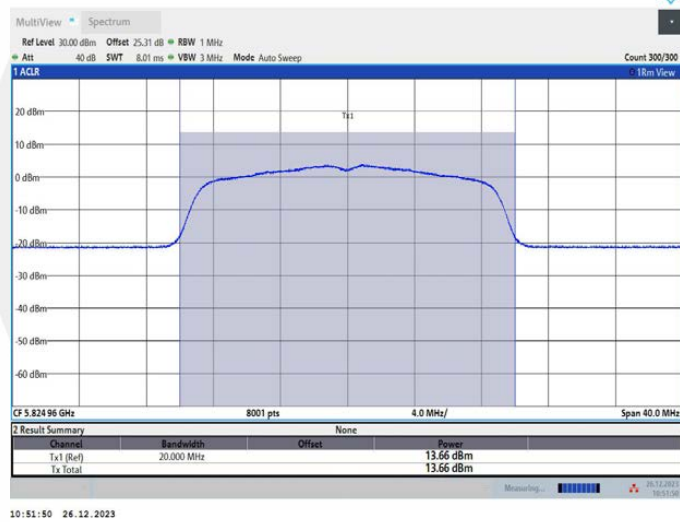 MultiView Spectrum
Ref Level 30.00 dBm Offset 25.31 dB RBW 1 MHz
Att 40 dB SWT 8.01 ms VBW 3 MHz Mode Auto Sweep Count 300/300
1 ACLR 1Rm View
Tx1
20 dBm
10 dBm
0 dBm
-10 dBm
-20 dBm
-30 dBm
-40 dBm
-50 dBm
-60 dBm
CF 5.824 96 GHz 8001 pts 4.0 MHz/ Span 40.0 MHz
2 Result Summary None
Channel Bandwidth Offset Power
Tx1 (Ref) 20.000 MHz 13.66 dBm
Tx Total 13.66 dBm
Measuring... 26.12.2023
10:51:50
10:51:50 26.12.2023